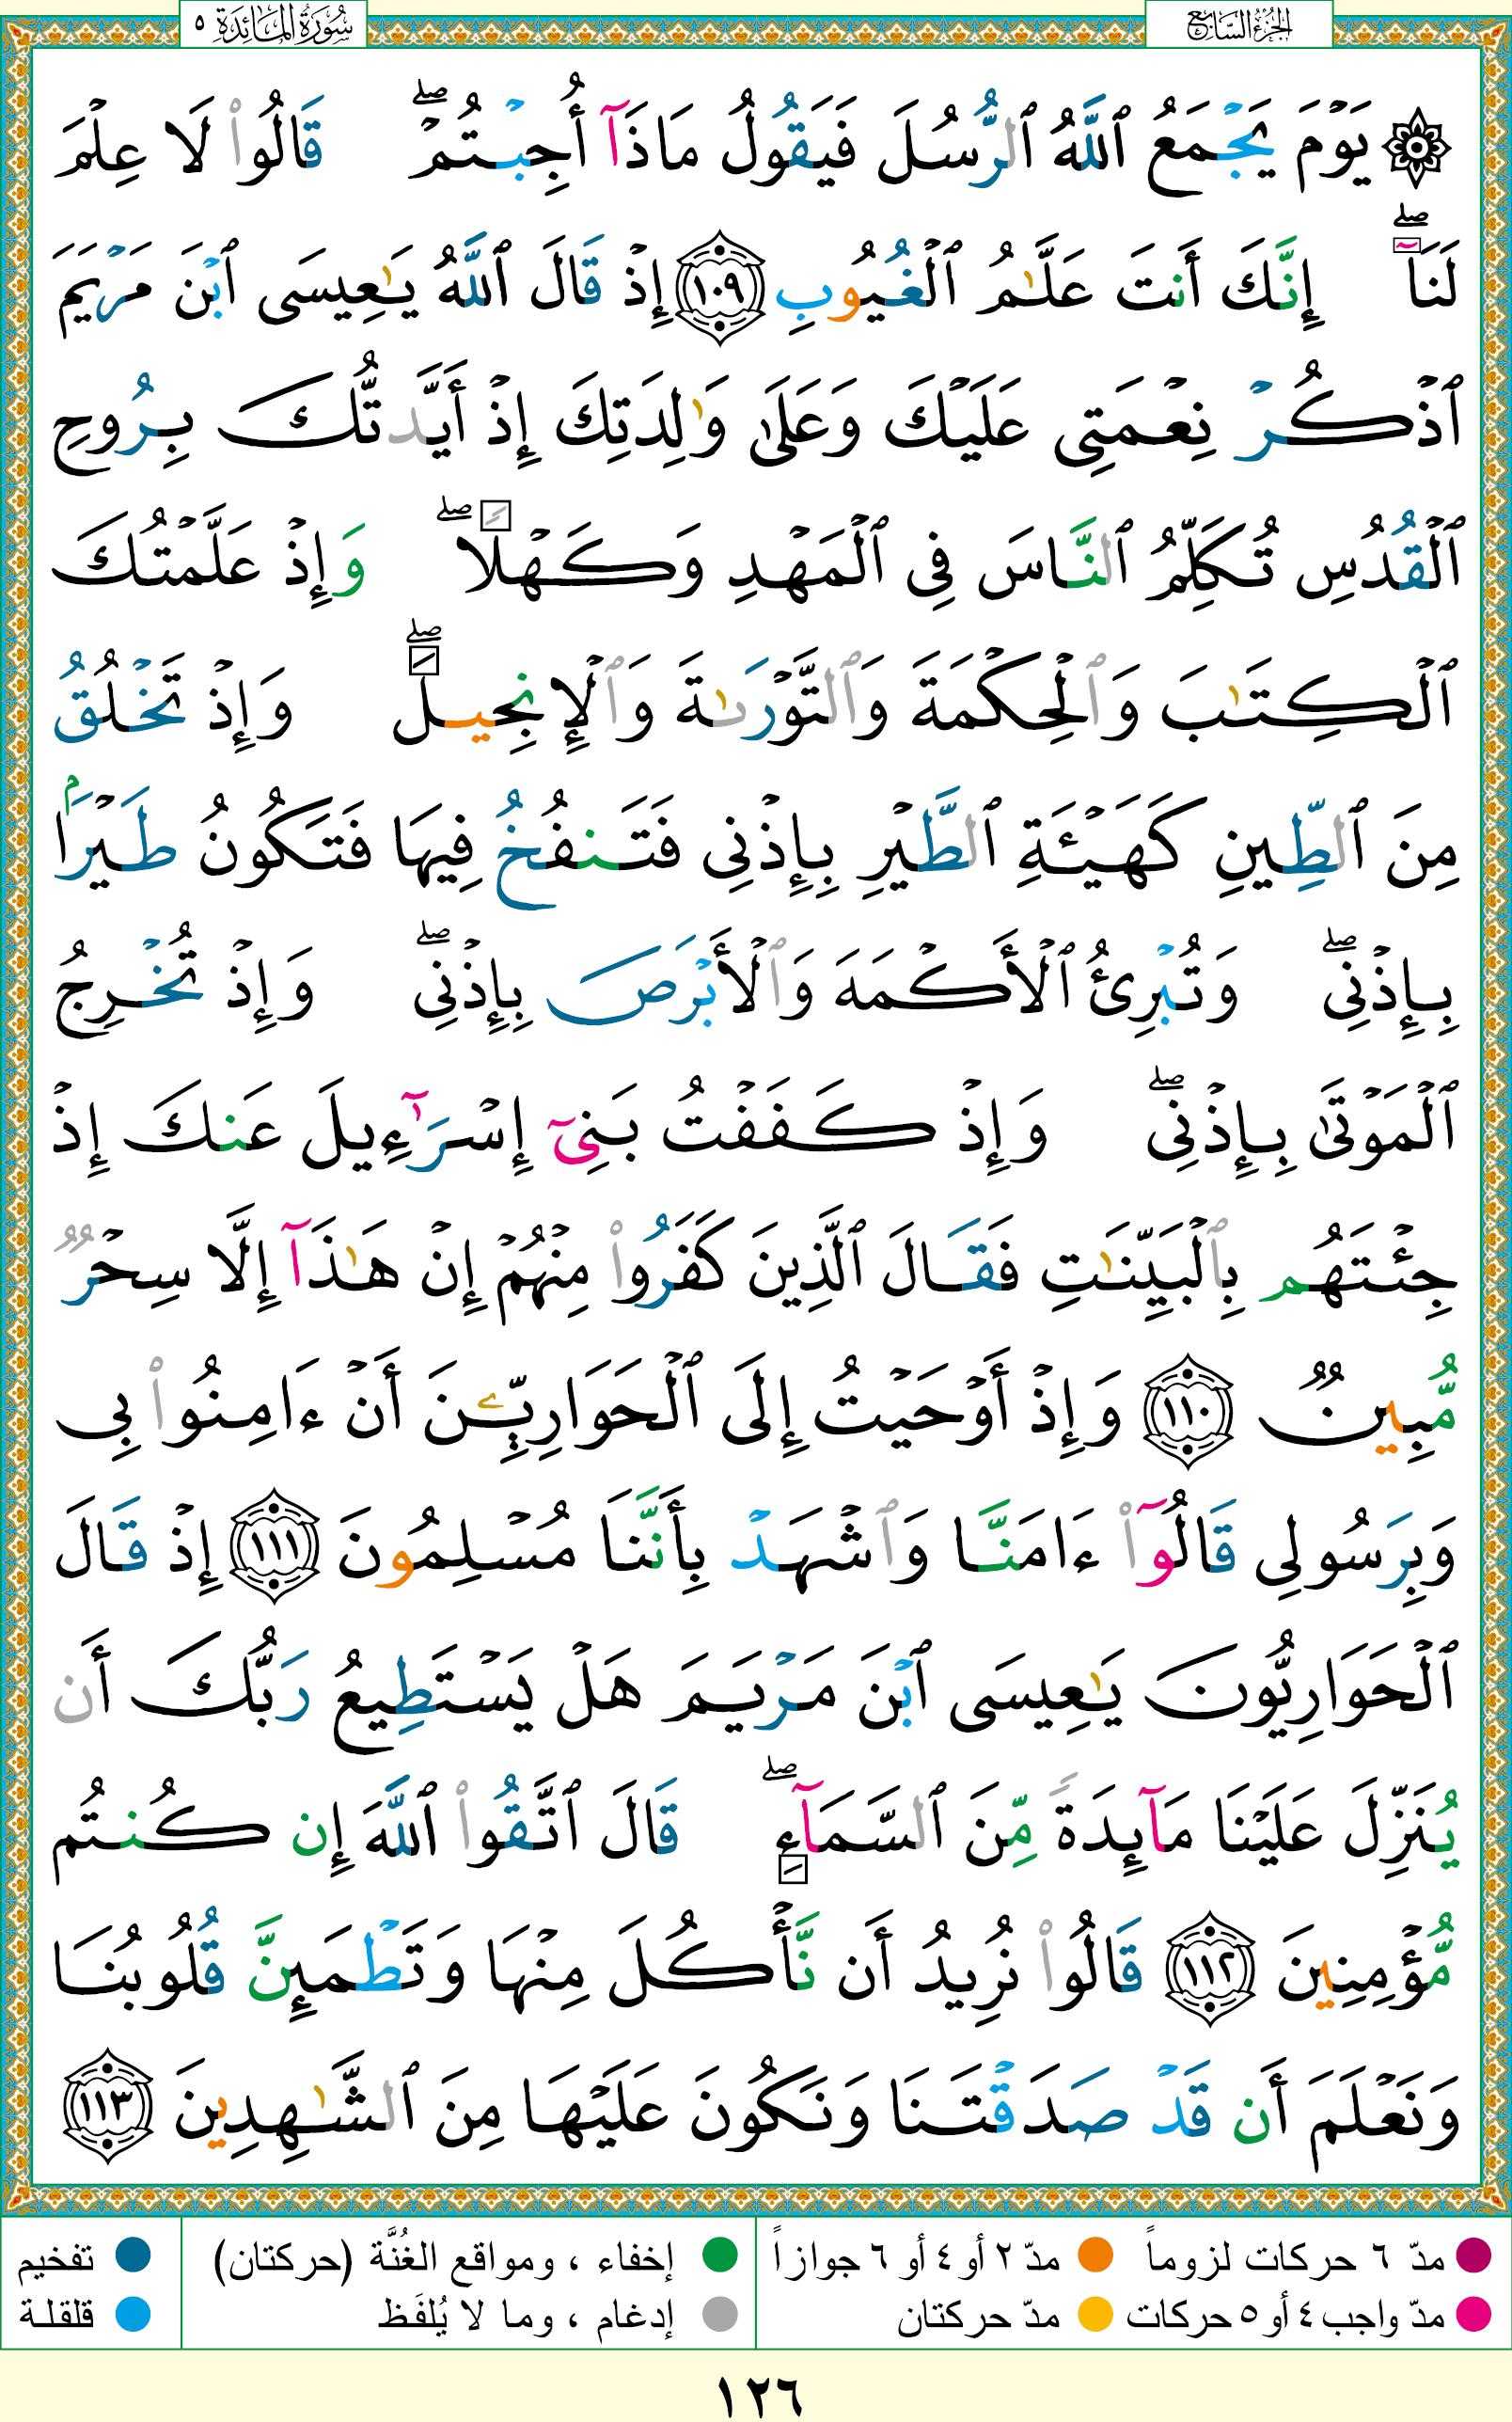 الجزء السابع
سورة المائدة ٥
۞ يَوْمَ يَجْمَعُ ٱللَّهُ ٱلرُّسُلَ فَيَقُولُ مَاذَآ أُجِبْتُمْ ۖ قَالُوا۟ لَا عِلْمَ
لَنَآ ۖ إِنَّكَ أَنتَ عَلَّـٰمُ ٱلْغُيُوبِ ﴿١٠٩﴾ إِذْ قَالَ ٱللَّهُ يَـٰعِيسَى ٱبْنَ مَرْيَمَ
ٱذْكُرْ نِعْمَتِى عَلَيْكَ وَعَلَىٰ وَٰلِدَتِكَ إِذْ أَيَّدتُّكَ بِرُوحِ
ٱلْقُدُسِ تُكَلِّمُ ٱلنَّاسَ فِى ٱلْمَهْدِ وَكَهْلًا ۖ وَإِذْ عَلَّمْتُكَ
ٱلْكِتَـٰبَ وَٱلْحِكْمَةَ وَٱلتَّوْرَىٰةَ وَٱلْإِنجِيلَ ۖ وَإِذْ تَخْلُقُ
مِنَ ٱلطِّينِ كَهَيْـَٔةِ ٱلطَّيْرِ بِإِذْنِى فَتَنفُخُ فِيهَا فَتَكُونُ طَيْرًۢا
بِإِذْنِى ۖ وَتُبْرِئُ ٱلْأَكْمَهَ وَٱلْأَبْرَصَ بِإِذْنِى ۖ وَإِذْ تُخْرِجُ
ٱلْمَوْتَىٰ بِإِذْنِى ۖ وَإِذْ كَفَفْتُ بَنِىٓ إِسْرَٰٓءِيلَ عَنكَ إِذْ
جِئْتَهُم بِٱلْبَيِّنَـٰتِ فَقَالَ ٱلَّذِينَ كَفَرُوا۟ مِنْهُمْ إِنْ هَـٰذَآ إِلَّا سِحْرٌ
مُّبِينٌ ﴿١١٠﴾ وَإِذْ أَوْحَيْتُ إِلَى ٱلْحَوَارِيِّـۧنَ أَنْ ءَامِنُوا۟ بِى
وَبِرَسُولِى قَالُوٓا۟ ءَامَنَّا وَٱشْهَدْ بِأَنَّنَا مُسْلِمُونَ ﴿١١١﴾ إِذْ قَالَ
ٱلْحَوَارِيُّونَ يَـٰعِيسَى ٱبْنَ مَرْيَمَ هَلْ يَسْتَطِيعُ رَبُّكَ أَن
يُنَزِّلَ عَلَيْنَا مَآئِدَةً مِّنَ ٱلسَّمَآءِ ۖ قَالَ ٱتَّقُوا۟ ٱللَّهَ إِن كُنتُم
مُّؤْمِنِينَ ﴿١١٢﴾ قَالُوا۟ نُرِيدُ أَن نَّأْكُلَ مِنْهَا وَتَطْمَئِنَّ قُلُوبُنَا
وَنَعْلَمَ أَن قَدْ صَدَقْتَنَا وَنَكُونَ عَلَيْهَا مِنَ ٱلشَّـٰهِدِينَ ﴿١١٣﴾
مدّ ٦ حركات لزوماً مدّ ٢ أو ٤ أو ٦ جوازاً إخفاء ، ومواقع الغُنَّة (حركتان) تفخيم
مدّ واجب ٤ أو ٥ حركات مدّ حركتان إدغام ، وما لا يُلفَظ قلقلة
١٢٦